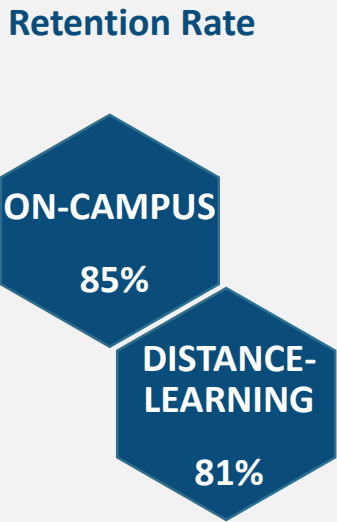 Retention Rate
ON-CAMPUS
85%
DISTANCE-
LEARNING
81%